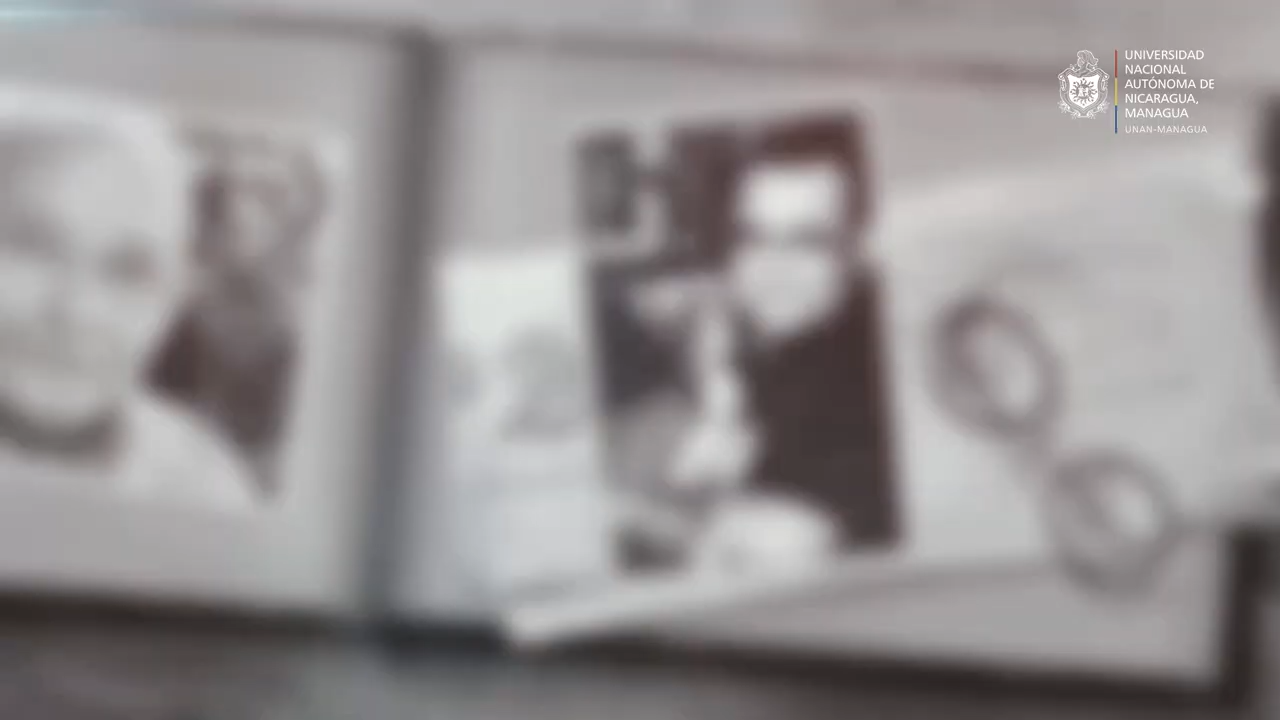 UNIVERSIDAD
NACIONAL
AUTÓNOMA DE
NICARAGUA,
MANAGUA
UNAN-MANAGUA